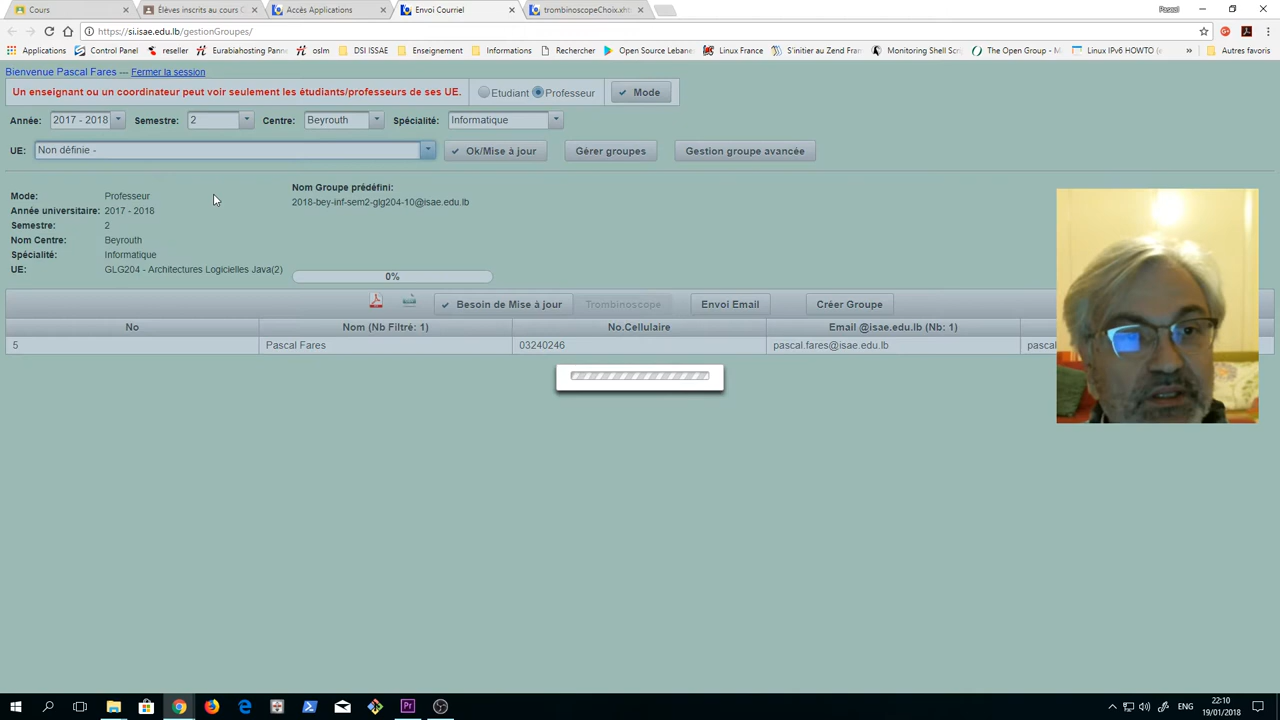 Cours
Élèves inscrits au cours C
Accès Applications
Envoi Courriel
trombinoscopeChoix.xht
Pascal
https://si.isae.edu.lb/gestionGroupes/
Applications
Control Panel
reseller
Eurabiahosting Pann
oslm
DSI ISSAE
Enseignement
Informations
Rechercher
Open Source Lebane
Linux France
S'initier au Zend Fran
Monitoring Shell Scr
The Open Group - M
Linux IPv6 HOWTO (e
»
Autres favoris
Bienvenue Pascal Fares --- Fermer la session
Un enseignant ou un coordinateur peut voir seulement les étudiants/professeurs de ses UE.
Etudiant
Professeur
Mode
Année: 2017 - 2018
Semestre: 2
Centre: Beyrouth
Spécialité: Informatique
UE: Non définie -
Ok/Mise à jour
Gérer groupes
Gestion groupe avancée
Nom Groupe prédéfini:
Mode: Professeur
2018-bey-inf-sem2-glg204-10@isae.edu.lb
Année universitaire: 2017 - 2018
Semestre: 2
Nom Centre: Beyrouth
Spécialité: Informatique
UE: GLG204 - Architectures Logicielles Java(2)
0%
Besoin de Mise à jour
Trombinoscope
Envoi Email
Créer Groupe
No
Nom (Nb Filtré: 1)
No.Cellulaire
Email @isae.edu.lb (Nb: 1)
5
Pascal Fares
03240246
pascal.fares@isae.edu.lb
pascal
ENG
22:10
19/01/2018